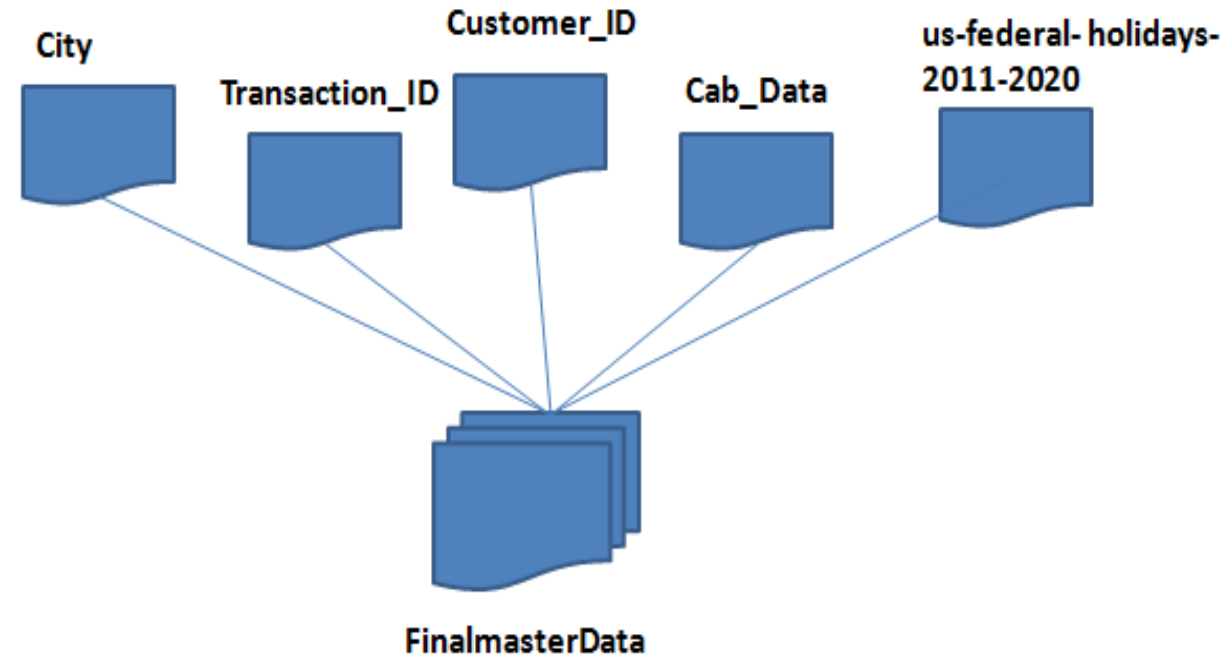 City
Transaction_ID
Customer_ID
Cab_Data
us-federal- holidays-
2011-2020
FinalmasterData